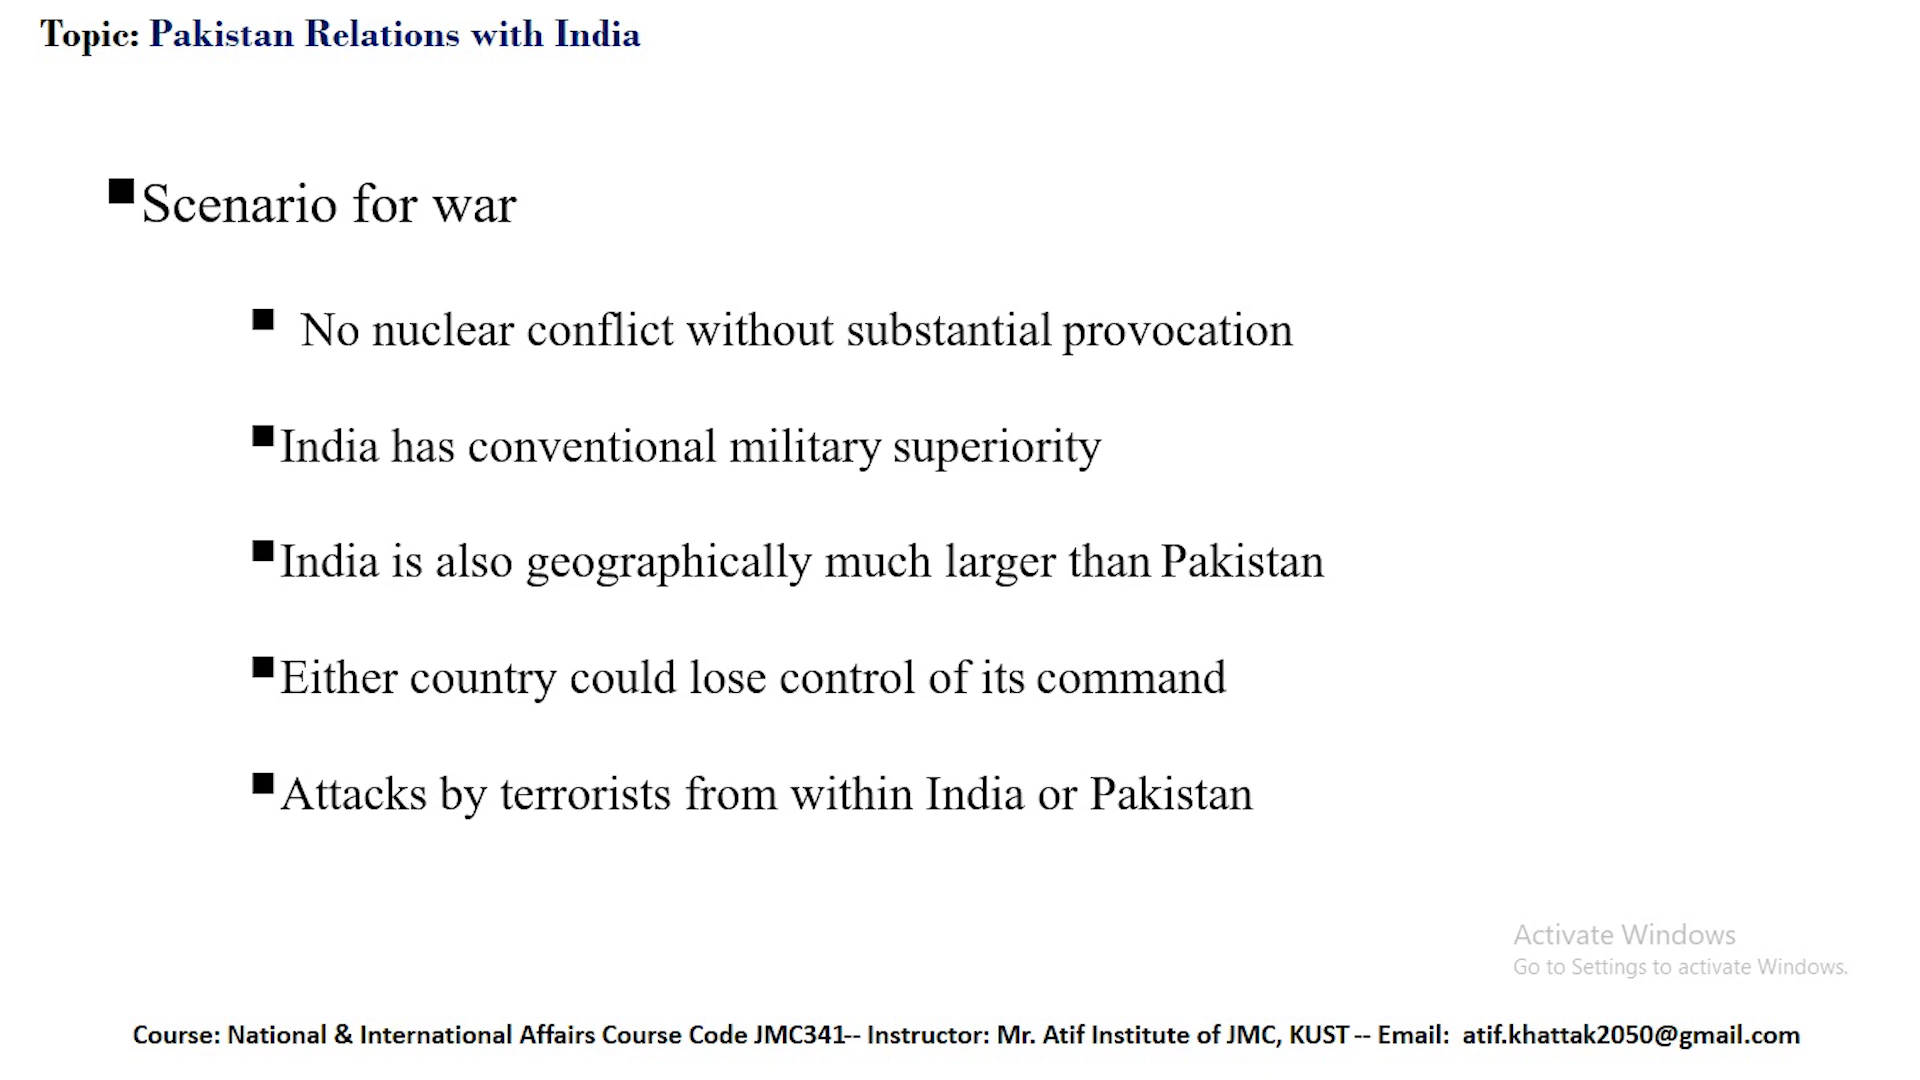 Topic: Pakistan Relations with India
Scenario for war
No nuclear conflict without substantial provocation
India has conventional military superiority
India is also geographically much larger than Pakistan
Either country could lose control of its command
Attacks by terrorists from within India or Pakistan
Activate Windows
Go to Settings to activate Windows.
Course: National & International Affairs Course Code JMC341-- Instructor: Mr. Atif Institute of JMC, KUST -- Email: atif.khattak2050@gmail.com